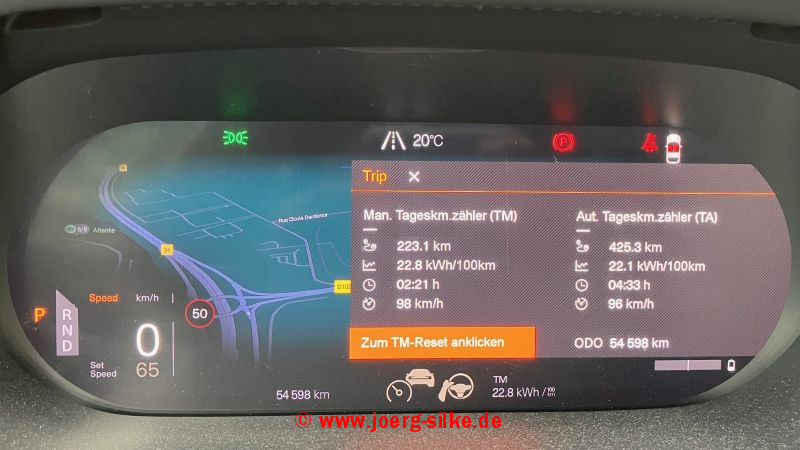 20°C
Trip
Man. Tageskm.zähler (TM)
223.1 km
22.8 kWh/100km
02:21 h
98 km/h
Zum TM-Reset anklicken
Aut. Tageskm.zähler (TA)
425.3 km
22.1 kWh/100km
04:33 h
96 km/h
ODO 54 598 km
Rue Clovis Dardentor
6/8 Atlante
D102
P
R
N
D
Speed km/h
0
50
Set
Speed
65
54 598 km
TM
22.8 kWh / 100 km
© www.joerg-silke.de